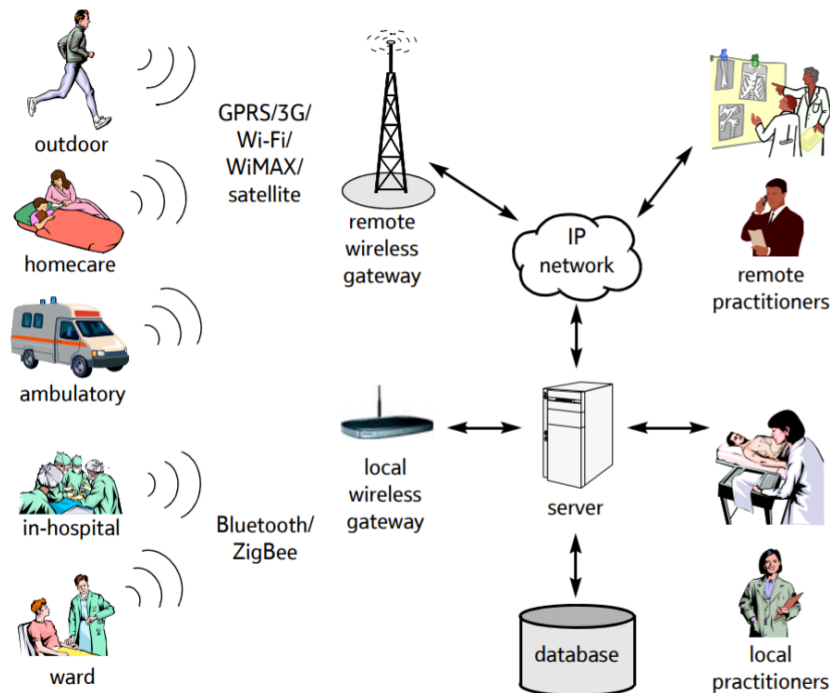 outdoor
GPRS/3G/
Wi-Fi/
WiMAX/
satellite
homecare
remote
wireless
gateway
IP
network
remote
practitioners
ambulatory
local
wireless
gateway
server
in-hospital
Bluetooth/
ZigBee
ward
database
local
practitioners